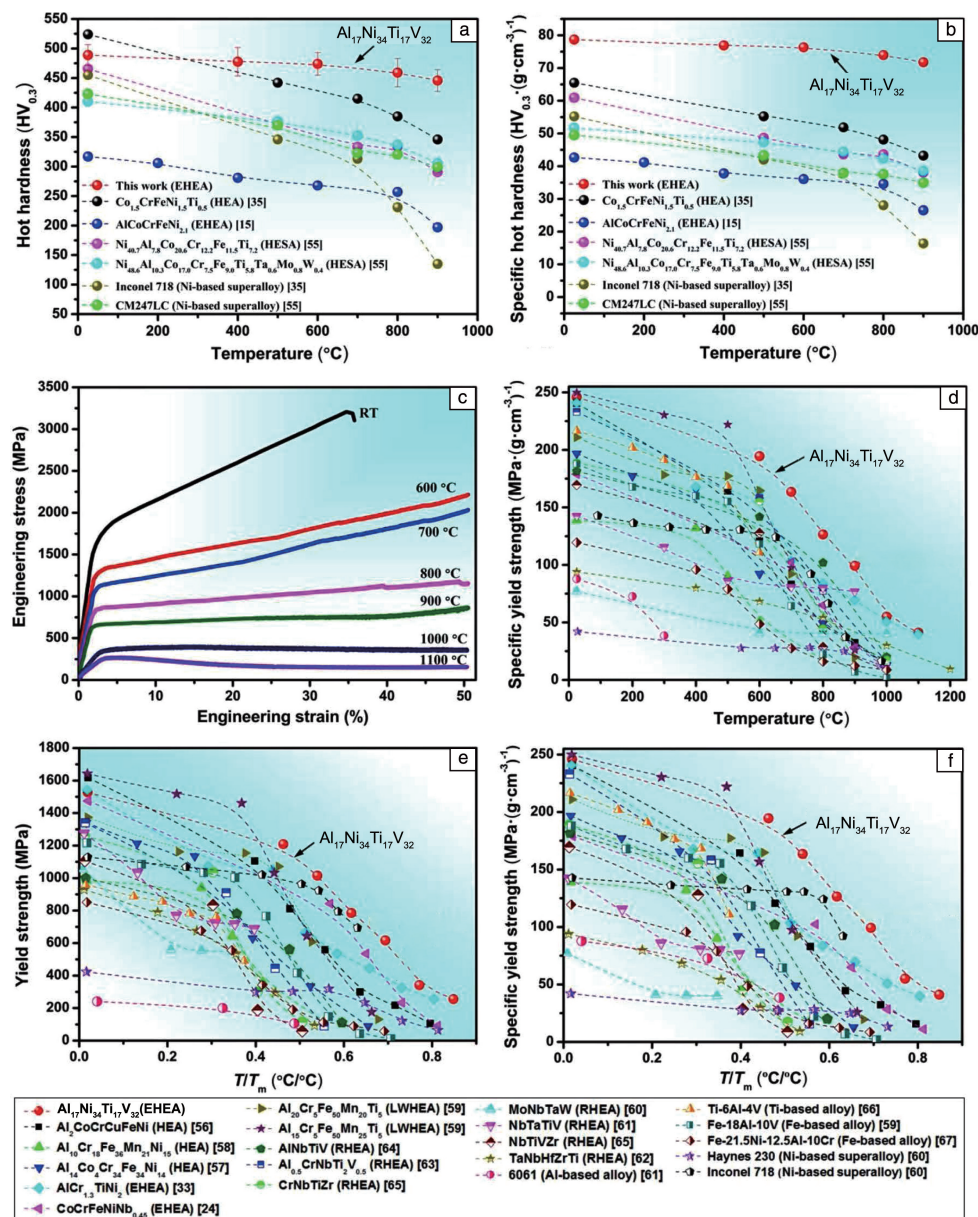 a
Al₁₇Ni₃₄Ti₁₇V₃₂
Hot hardness (HV₀.₃)
550
500
450
400
350
300
250
200
150
100
50
0
This work (EHEA)
Co₁.₅CrFeNi₁.₅Ti₀.₅ (HEA) [35]
AlCoCrFeNi₂.₁ (EHEA) [15]
Ni₄₀.₇Al₇.₈Co₂₀.₆Cr₁₂.₂Fe₁₁.₅Ti₇.₂ (HESA) [55]
Ni₄₈.₆Al₁₀.₃Co₁₇.₀Cr₇.₅Fe₉.₀Ti₅.₈Ta₀.₆Mo₀.₈W₀.₄ (HESA) [55]
Inconel 718 (Ni-based superalloy) [35]
CM247LC (Ni-based superalloy) [55]
0 200 400 600 800 1000
Temperature (°C)
b
Al₁₇Ni₃₄Ti₁₇V₃₂
Specific hot hardness (HV₀.₃·(g·cm⁻³)⁻¹)
80
70
60
50
40
30
20
10
0
This work (EHEA)
Co₁.₅CrFeNi₁.₅Ti₀.₅ (HEA) [35]
AlCoCrFeNi₂.₁ (EHEA) [15]
Ni₄₀.₇Al₇.₈Co₂₀.₆Cr₁₂.₂Fe₁₁.₅Ti₇.₂ (HESA) [55]
Ni₄₈.₆Al₁₀.₃Co₁₇.₀Cr₇.₅Fe₉.₀Ti₅.₈Ta₀.₆Mo₀.₈W₀.₄ (HESA) [55]
Inconel 718 (Ni-based superalloy) [35]
CM247LC (Ni-based superalloy) [55]
0 200 400 600 800 1000
Temperature (°C)
c
Engineering stress (MPa)
3500
3000
2500
2000
1500
1000
500
0
RT
600 °C
700 °C
800 °C
900 °C
1000 °C
1100 °C
0 10 20 30 40 50
Engineering strain (%)
d
Al₁₇Ni₃₄Ti₁₇V₃₂
Specific yield strength (MPa·(g·cm⁻³)⁻¹)
250
200
150
100
50
0
0 200 400 600 800 1000 1200
Temperature (°C)
e
Al₁₇Ni₃₄Ti₁₇V₃₂
Yield strength (MPa)
1800
1600
1400
1200
1000
800
600
400
200
0
0.0 0.2 0.4 0.6 0.8
T/Tₘ (°C/°C)
f
Al₁₇Ni₃₄Ti₁₇V₃₂
Specific yield strength (MPa·(g·cm⁻³)⁻¹)
250
200
150
100
50
0
0.0 0.2 0.4 0.6 0.8
T/Tₘ (°C/°C)
Al₁₇Ni₃₄Ti₁₇V₃₂(EHEA)
Al₂CoCrCuFeNi (HEA) [56]
Al₁₀Cr₁₈Fe₃₆Mn₂₁Ni₁₅ (HEA) [58]
Al₁₄Co₄Cr₃₄Fe₃₄Ni₁₄ (HEA) [57]
AlCr₁.₃TiNi₂ (EHEA) [33]
CoCrFeNiNb₀.₄₅ (EHEA) [24]
Al₂₀Cr₅Fe₅₀Mn₂₀Ti₅ (LWHEA) [59]
Al₁₅Cr₅Fe₅₀Mn₂₅Ti₅ (LWHEA) [59]
AlNbTiV (RHEA) [64]
Al₀.₅CrNbTi₂V₀.₅ (RHEA) [63]
CrNbTiZr (RHEA) [65]
MoNbTaW (RHEA) [60]
NbTaTiV (RHEA) [61]
NbTiVZr (RHEA) [65]
TaNbHfZrTi (RHEA) [62]
6061 (Al-based alloy) [61]
Ti-6Al-4V (Ti-based alloy) [66]
Fe-18Al-10V (Fe-based alloy) [59]
Fe-21.5Ni-12.5Al-10Cr (Fe-based alloy) [67]
Haynes 230 (Ni-based superalloy) [60]
Inconel 718 (Ni-based superalloy) [60]